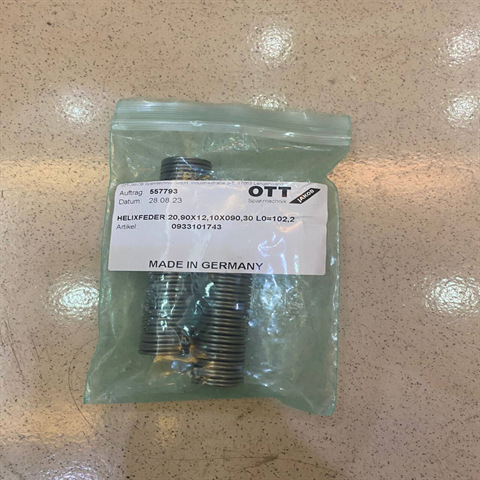 Auftrag: 557793
Datum: 28.08.23
OTT
JAKOB
Spanntechnik
HELIXFEDER 20,90X12,10X090,30 L0=102,2
Artikel 0933101743
MADE IN GERMANY